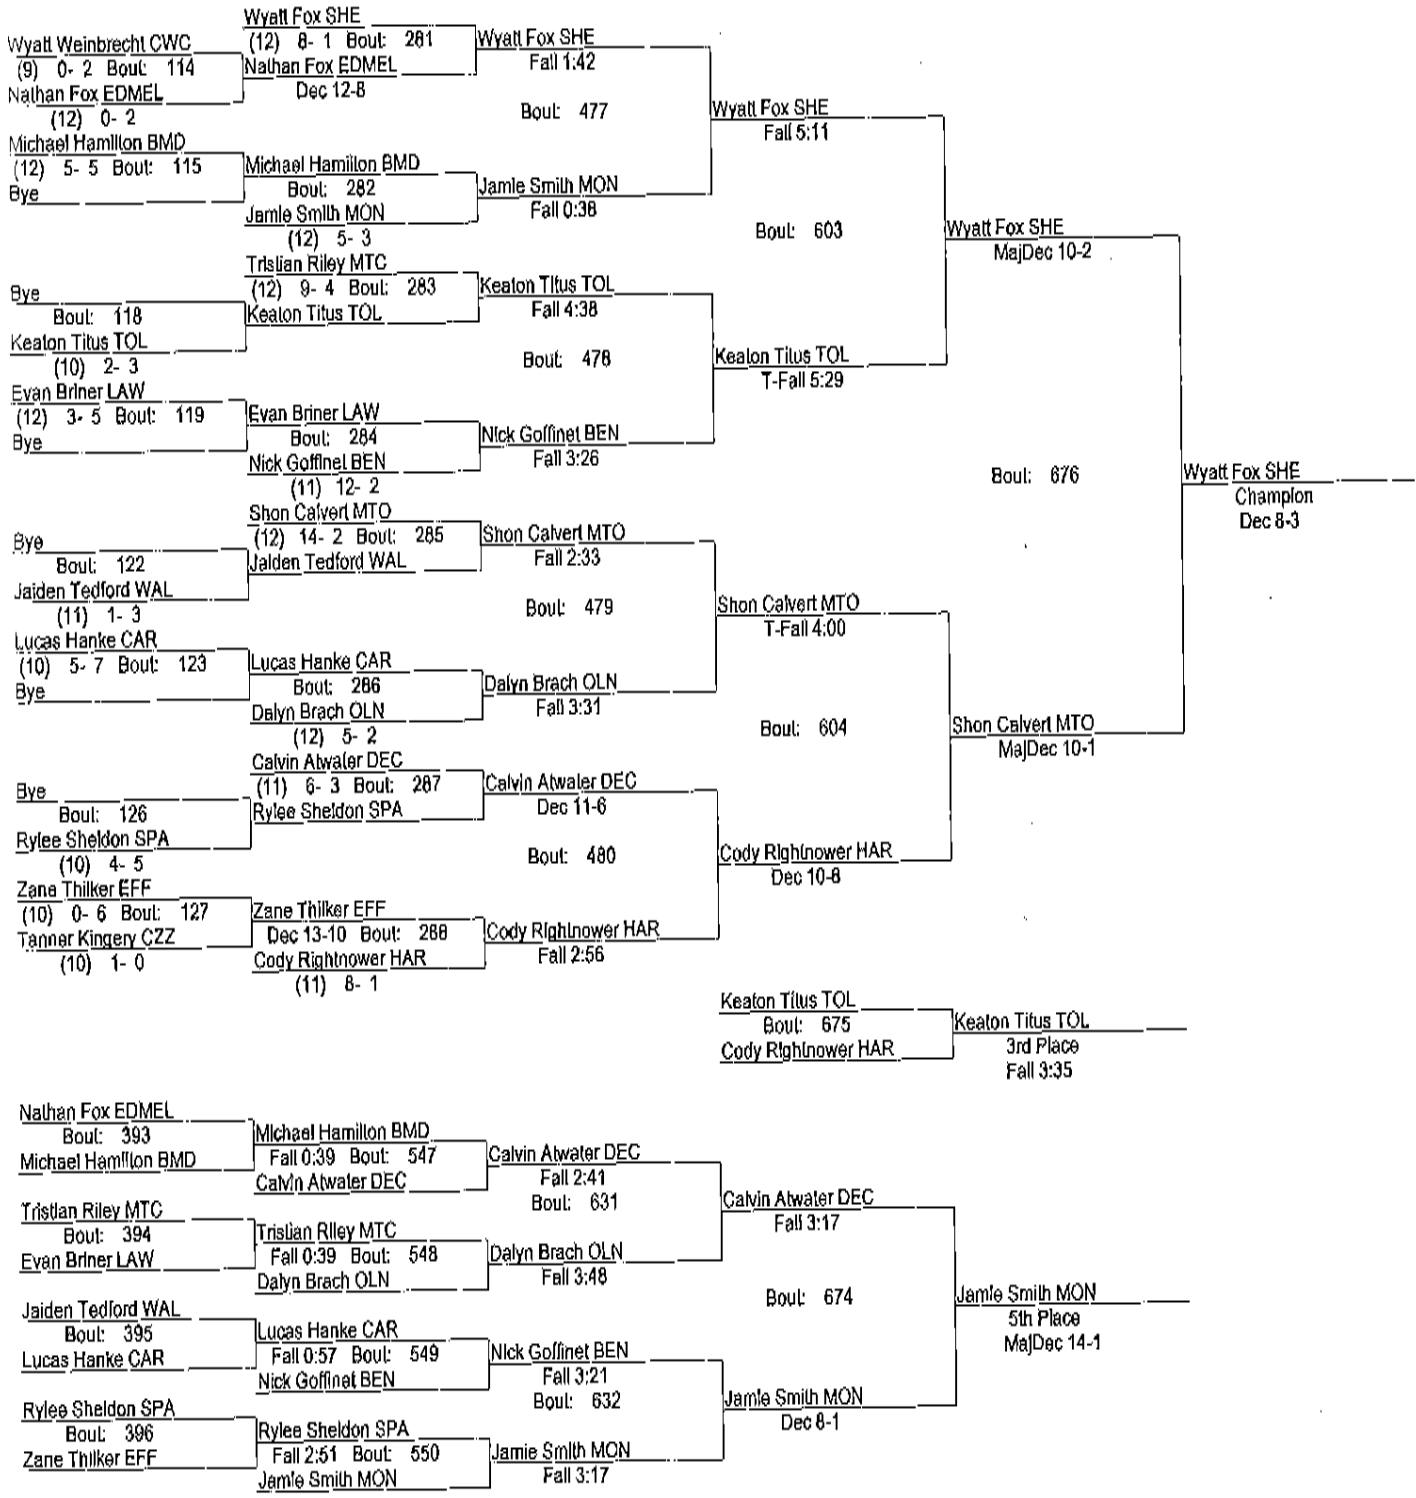 Wyatt Weinbrecht CWC
(9) 0- 2 Bout: 114
Nathan Fox EDMEL
(12) 0- 2
Michael Hamilton BMD
(12) 5- 5 Bout: 115
Bye
Bye
Bout: 118
Keaton Titus TOL
(10) 2- 3
Evan Briner LAW
(12) 3- 5 Bout: 119
Bye
Bye
Bout: 122
Jaiden Tedford WAL
(11) 1- 3
Lucas Hanke CAR
(10) 5- 7 Bout: 123
Bye
Bye
Bout: 126
Rylee Sheldon SPA
(10) 4- 5
Zane Thilker EFF
(10) 0- 6 Bout: 127
Tanner Kingery CZZ
(10) 1- 0
Wyatt Fox SHE
(12) 8- 1 Bout: 281
Nathan Fox EDMEL
Dec 12-8
Michael Hamilton BMD
Bout: 282
Jamie Smith MON
(12) 5- 3
Tristian Riley MTC
(12) 9- 4 Bout: 283
Keaton Titus TOL
Evan Briner LAW
Bout: 284
Nick Goffinet BEN
(11) 12- 2
Shon Calvert MTO
(12) 14- 2 Bout: 285
Jaiden Tedford WAL
Lucas Hanke CAR
Bout: 286
Dalyn Brach OLN
(12) 5- 2
Calvin Atwater DEC
(11) 6- 3 Bout: 287
Rylee Sheldon SPA
Zane Thilker EFF
Dec 13-10 Bout: 288
Cody Rightnower HAR
(11) 8- 1
Wyatt Fox SHE
Fall 1:42
Bout: 477
Jamie Smith MON
Fall 0:38
Keaton Titus TOL
Fall 4:38
Bout: 478
Nick Goffinet BEN
Fall 3:26
Shon Calvert MTO
Fall 2:33
Bout: 479
Dalyn Brach OLN
Fall 3:31
Calvin Atwater DEC
Dec 11-6
Bout: 480
Cody Rightnower HAR
Fall 2:56
Wyatt Fox SHE
Fall 5:11
Bout: 603
Keaton Titus TOL
T-Fall 5:29
Shon Calvert MTO
T-Fall 4:00
Bout: 604
Cody Rightnower HAR
Dec 10-8
Wyatt Fox SHE
MajDec 10-2
Bout: 676
Shon Calvert MTO
MajDec 10-1
Wyatt Fox SHE
Champion
Dec 8-3
Keaton Titus TOL
Bout: 675
Cody Rightnower HAR
Keaton Titus TOL
3rd Place
Fall 3:35
Nathan Fox EDMEL
Bout: 393
Michael Hamilton BMD
Tristian Riley MTC
Bout: 394
Evan Briner LAW
Jaiden Tedford WAL
Bout: 395
Lucas Hanke CAR
Rylee Sheldon SPA
Bout: 396
Zane Thilker EFF
Michael Hamilton BMD
Fall 0:39 Bout: 547
Calvin Atwater DEC
Tristian Riley MTC
Fall 0:39 Bout: 548
Dalyn Brach OLN
Lucas Hanke CAR
Fall 0:57 Bout: 549
Nick Goffinet BEN
Rylee Sheldon SPA
Fall 2:51 Bout: 550
Jamie Smith MON
Calvin Atwater DEC
Fall 2:41
Bout: 631
Dalyn Brach OLN
Fall 3:48
Nick Goffinet BEN
Fall 3:21
Bout: 632
Jamie Smith MON
Fall 3:17
Calvin Atwater DEC
Fall 3:17
Bout: 674
Jamie Smith MON
Dec 8-1
Jamie Smith MON
5th Place
MajDec 14-1